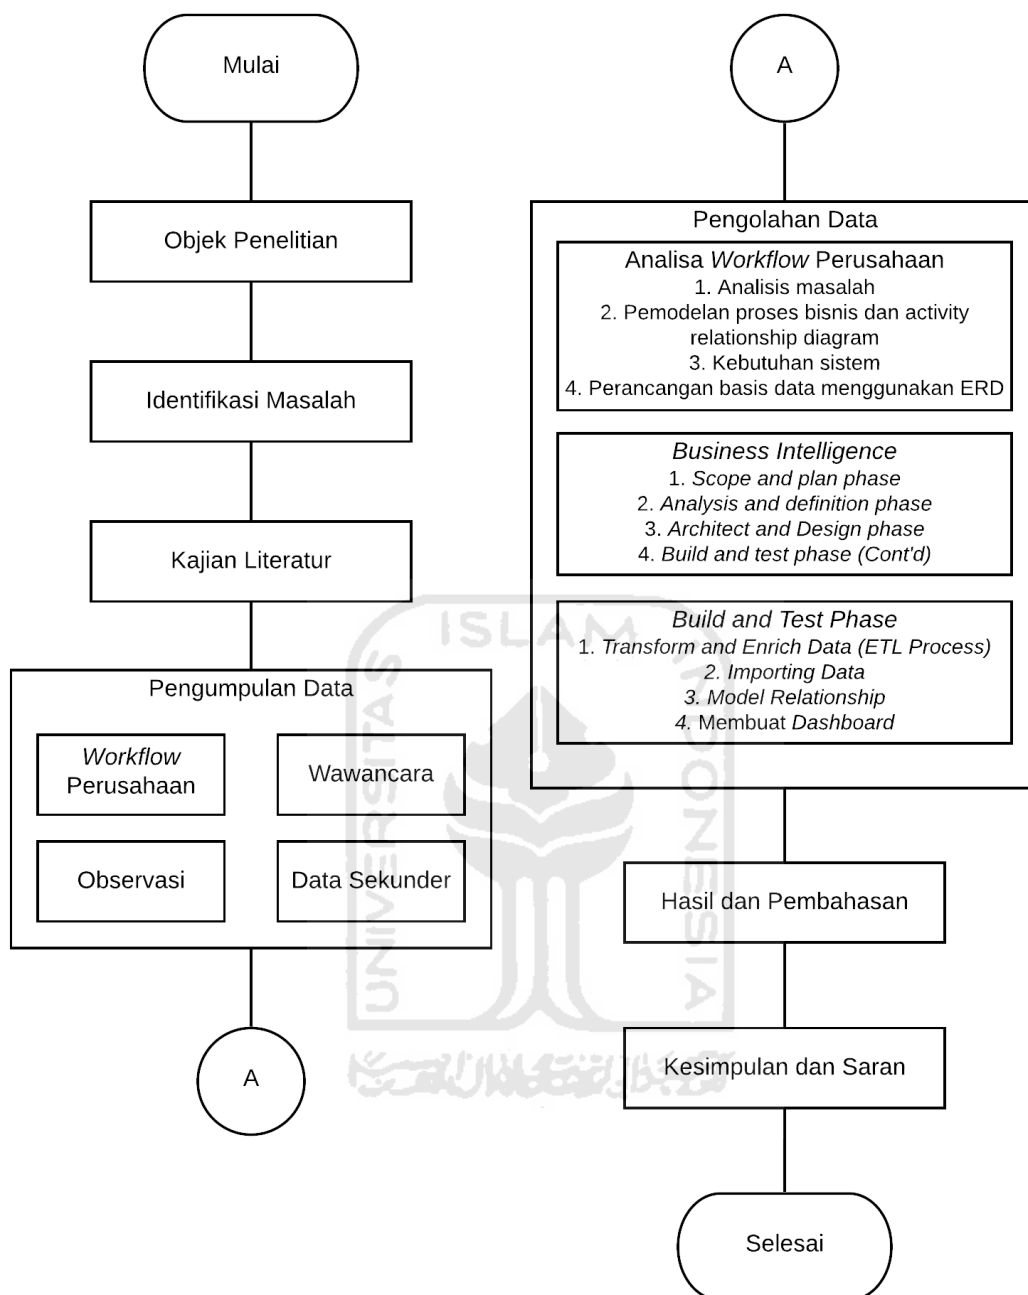 Mulai
Objek Penelitian
Identifikasi Masalah
Kajian Literatur
Pengumpulan Data
Workflow
Perusahaan
Wawancara
Observasi
Data Sekunder
A
A
Pengolahan Data
Analisa Workflow Perusahaan
1. Analisis masalah
2. Pemodelan proses bisnis dan activity
relationship diagram
3. Kebutuhan sistem
4. Perancangan basis data menggunakan ERD
Business Intelligence
1. Scope and plan phase
2. Analysis and definition phase
3. Architect and Design phase
4. Build and test phase (Cont'd)
Build and Test Phase
1. Transform and Enrich Data (ETL Process)
2. Importing Data
3. Model Relationship
4. Membuat Dashboard
Hasil dan Pembahasan
Kesimpulan dan Saran
Selesai
UNIVERSITAS
ISLAM
INDONESIA